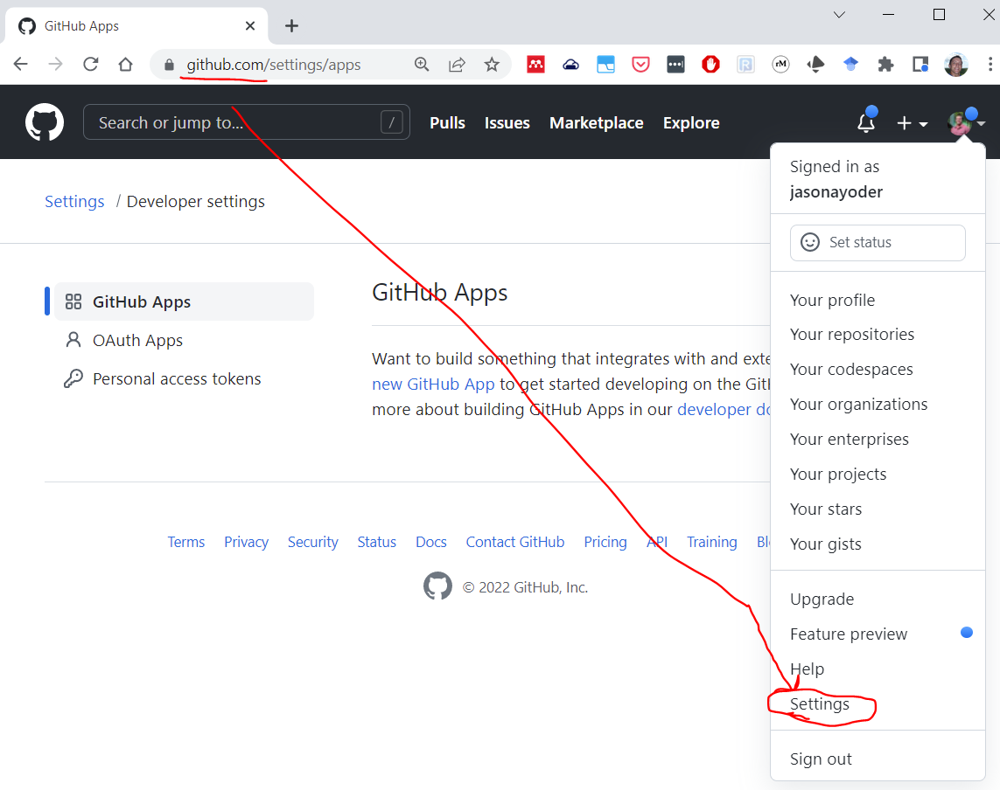 GitHub Apps
github.com/settings/apps
rM
Search or jump to... /
Pulls Issues Marketplace Explore
Signed in as
jasonayoder
Settings / Developer settings
Set status
GitHub Apps
OAuth Apps
Personal access tokens
GitHub Apps
Want to build something that integrates with and exte
new GitHub App to get started developing on the GitH
more about building GitHub Apps in our developer do
Your profile
Your repositories
Your codespaces
Your organizations
Your enterprises
Your projects
Your stars
Your gists
Upgrade
Feature preview
Help
Settings
Sign out
Terms Privacy Security Status Docs Contact GitHub Pricing API Training Bl
© 2022 GitHub, Inc.